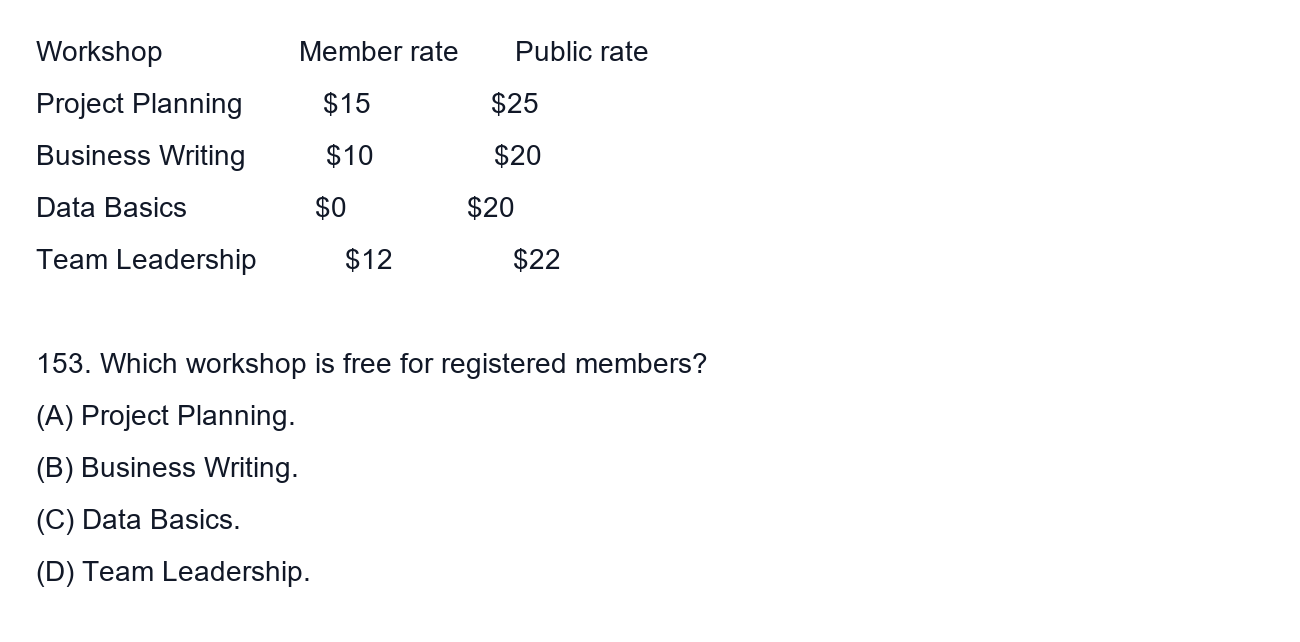 Workshop Member rate Public rate
Project Planning $15 $25
Business Writing $10 $20
Data Basics $0 $20
Team Leadership $12 $22
153. Which workshop is free for registered members?
(A) Project Planning.
(B) Business Writing.
(C) Data Basics.
(D) Team Leadership.